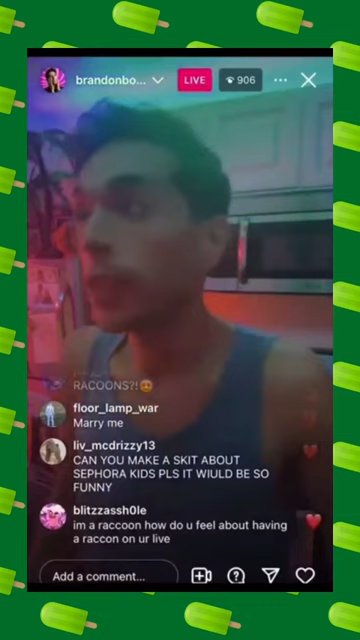 brandonbo...
LIVE
906
RACOONS?!😍
floor_lamp_war
Marry me
liv_mcdrizzy13
CAN YOU MAKE A SKIT ABOUT
SEPHORA KIDS PLS IT WIULD BE SO
FUNNY
blitzzassh0le
im a raccoon how do u feel about having
a raccon on ur live
Add a comment...